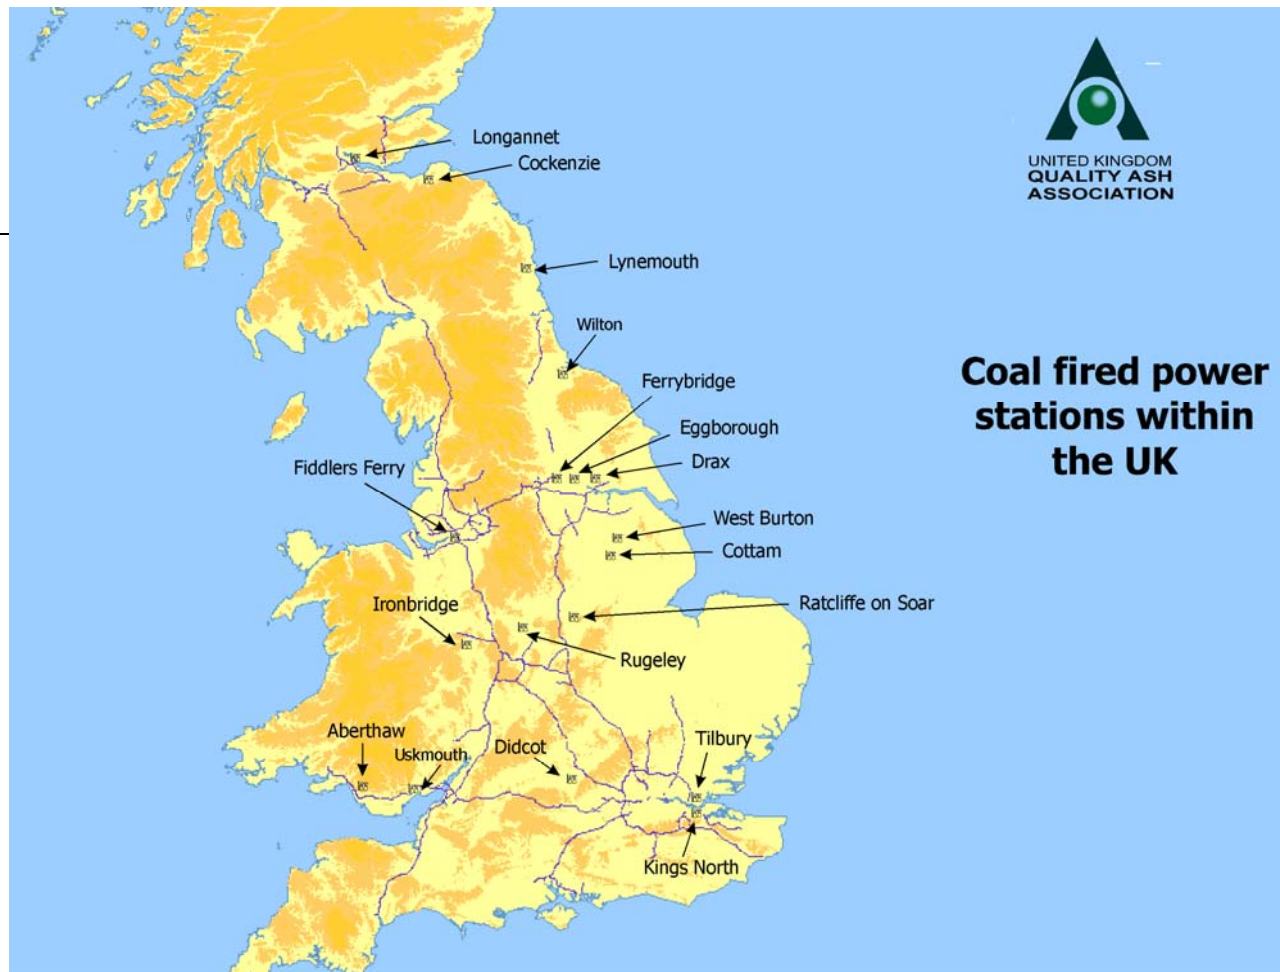 UNITED KINGDOM
QUALITY ASH
ASSOCIATION
Longannet
Cockenzie
Lynemouth
Wilton
Coal fired power
stations within
the UK
Ferrybridge
Eggborough
Drax
Fiddlers Ferry
West Burton
Cottam
Ironbridge
Ratcliffe on Soar
Rugeley
Aberthaw
Uskmouth
Didcot
Tilbury
Kings North